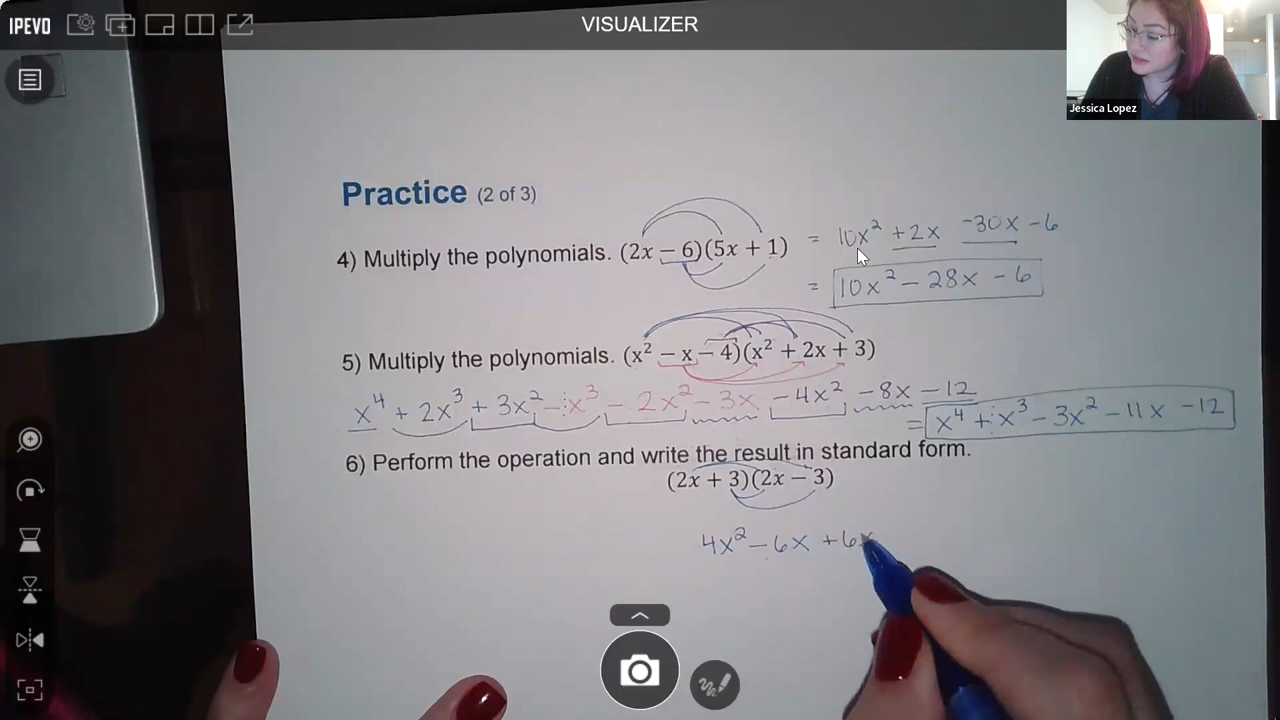 IPEVO
VISUALIZER
Jessica Lopez
Practice (2 of 3)
4) Multiply the polynomials. (2x − 6)(5x + 1) = 10x² + 2x -30x - 6
= 10x² - 28x - 6
5) Multiply the polynomials. (x² − x − 4)(x² + 2x + 3)
x⁴ + 2x³ + 3x² - x³ - 2x² - 3x - 4x² - 8x - 12
= x⁴ + x³ - 3x² - 11x - 12
6) Perform the operation and write the result in standard form.
(2x + 3)(2x − 3)
4x² - 6x + 6x